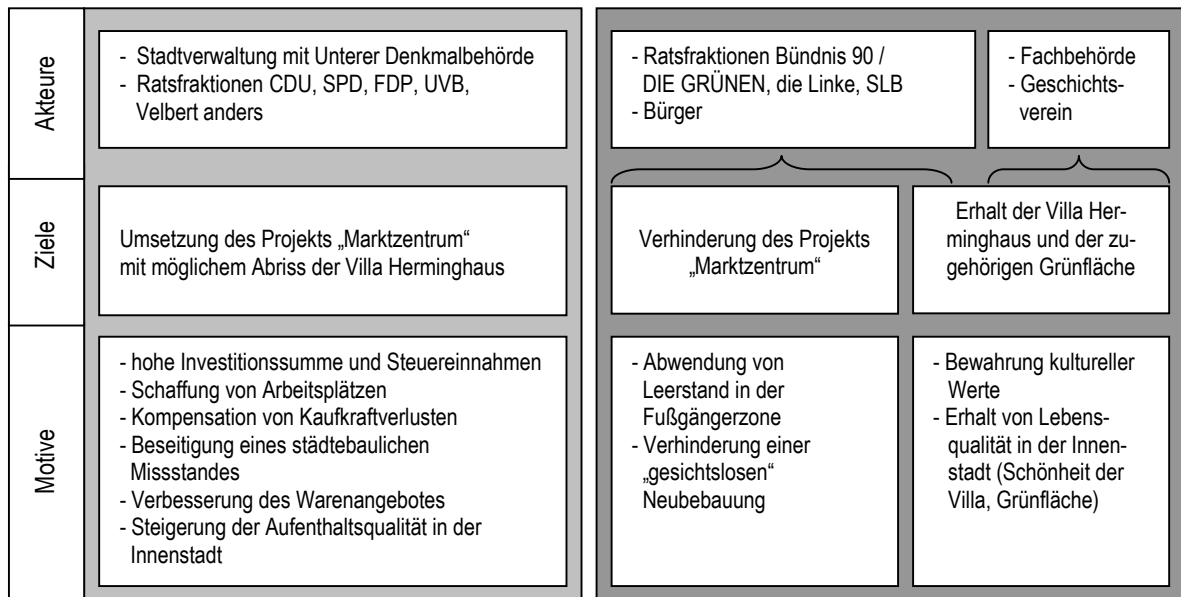 Akteure
- Stadtverwaltung mit Unterer Denkmalbehörde
- Ratsfraktionen CDU, SPD, FDP, UVB,
Velbert anders
- Ratsfraktionen Bündnis 90 /
DIE GRÜNEN, die Linke, SLB
- Bürger
- Fachbehörde
- Geschichts-
verein
Ziele
Umsetzung des Projekts „Marktzentrum“
mit möglichem Abriss der Villa Herminghaus
Verhinderung des Projekts
„Marktzentrum“
Erhalt der Villa Her-
minghaus und der zu-
gehörigen Grünfläche
Motive
- hohe Investitionssumme und Steuereinnahmen
- Schaffung von Arbeitsplätzen
- Kompensation von Kaufkraftverlusten
- Beseitigung eines städtebaulichen
Missstandes
- Verbesserung des Warenangebotes
- Steigerung der Aufenthaltsqualität in der
Innenstadt
- Abwendung von
Leerstand in der
Fußgängerzone
- Verhinderung einer
„gesichtslosen“
Neubebauung
- Bewahrung kultureller
Werte
- Erhalt von Lebens-
qualität in der Innen-
stadt (Schönheit der
Villa, Grünfläche)